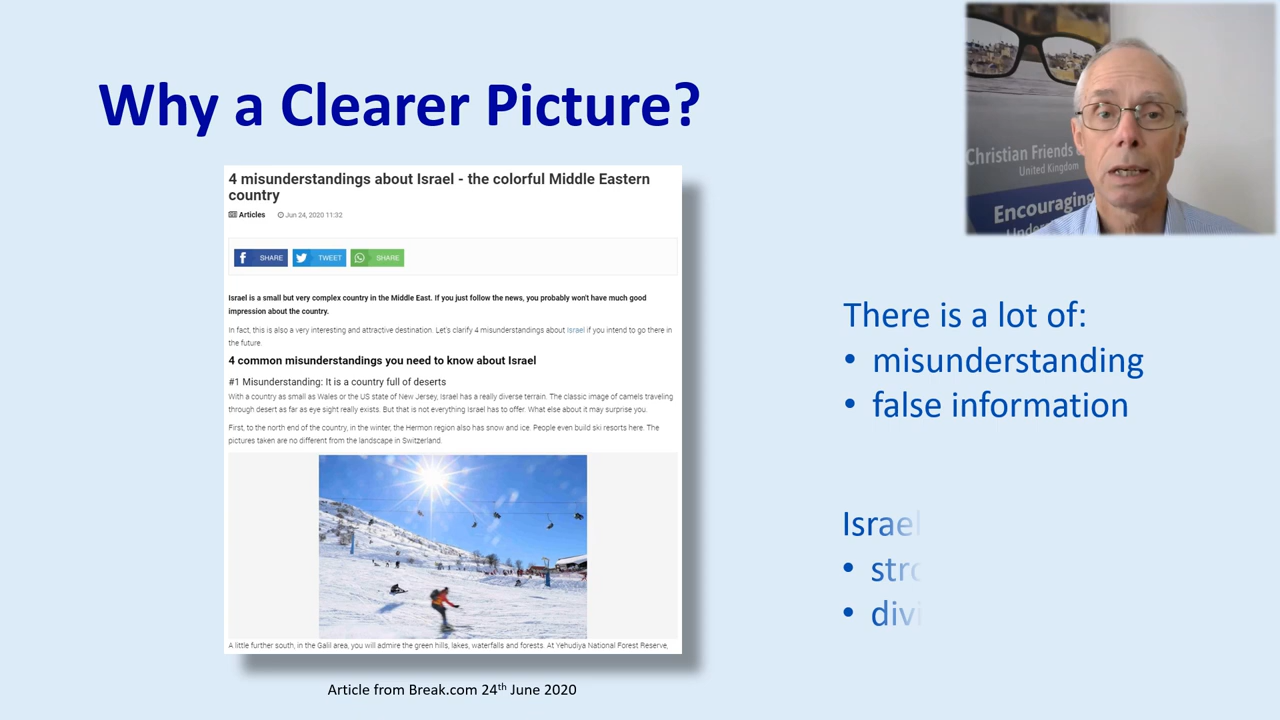 Why a Clearer Picture?
4 misunderstandings about Israel - the colorful Middle Eastern
country
Articles Jun 24, 2020 11:32
SHARE TWEET SHARE
Israel is a small but very complex country in the Middle East. If you just follow the news, you probably won't have much good
impression about the country.
In fact, this is also a very interesting and attractive destination. Let's clarify 4 misunderstandings about Israel if you intend to go there in
the future.
4 common misunderstandings you need to know about Israel
#1 Misunderstanding: It is a country full of deserts
With a country as small as Wales or the US state of New Jersey, Israel has a really diverse terrain. The classic image of camels traveling
through desert as far as eye sight really exists. But that is not everything Israel has to offer. What else about it may surprise you.
First, to the north end of the country, in the winter, the Hermon region also has snow and ice. People even build ski resorts here. The
pictures taken are no different from the landscape in Switzerland.
A little further south, in the Galil area, you will admire the green hills, lakes, waterfalls and forests. At Yehudiya National Forest Reserve,
Article from Break.com 24th June 2020
Christian Friends
United Kingdom
Encouraging
There is a lot of:
• misunderstanding
• false information
Israel
• stro
• divi